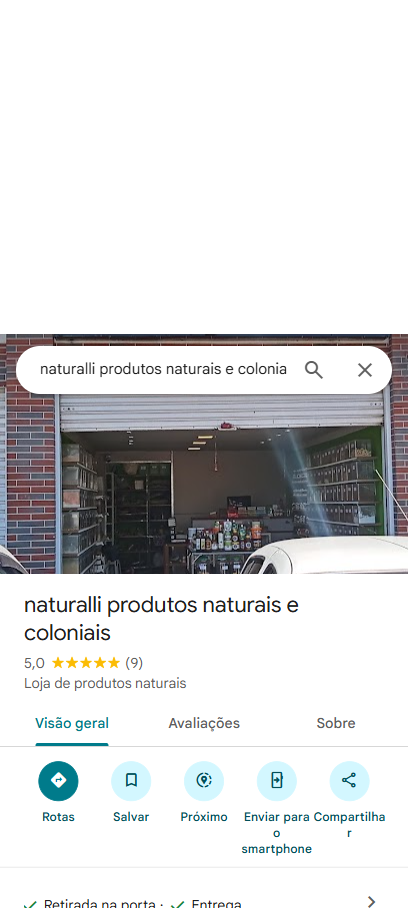 naturalli produtos naturais e colonia
naturalli produtos naturais e
coloniais
5,0 (9)
Loja de produtos naturais
Visão geral
Avaliações
Sobre
Rotas
Salvar
Próximo
Enviar para
o
smartphone
Compartilha
r
Retirada na porta · Entrega